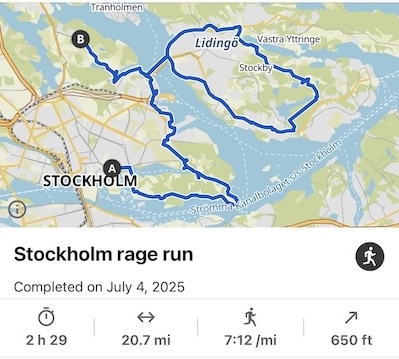 Tranholmen
B
Lidingö
Västra Yttringe
Stockby
A
STOCKHOLM
Strömma Kanalbolaget s/s Stockholm
i
Stockholm rage run
Completed on July 4, 2025
2 h 29
20.7 mi
7:12 /mi
650 ft